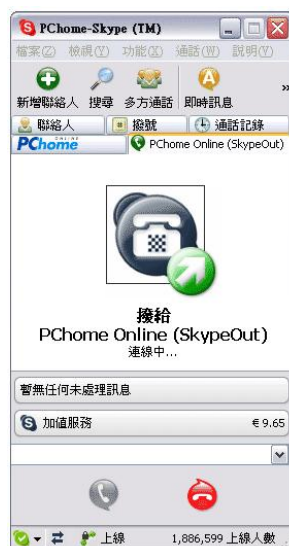 PChome-Skype (TM)
檔案(Z) 檢視(Y) 功能(X) 通話(W) 說明(V)
新增聯絡人 搜尋 多方通話 即時訊息 »
聯絡人 撥號 通話記錄
PChome ONLINE PChome Online (SkypeOut)
撥給
PChome Online (SkypeOut)
連線中...
暫無任何未處理訊息
加值服務 € 9.65
上線 1,886,599 上線人數